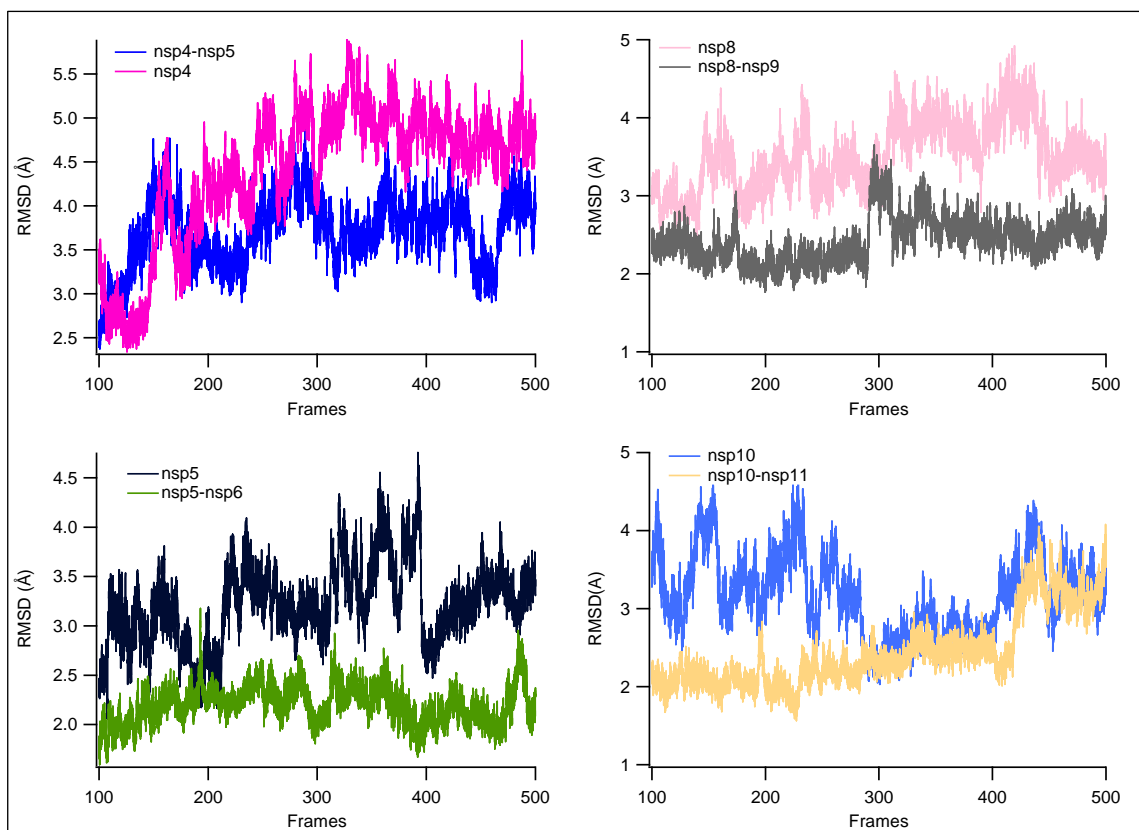 nsp4-nsp5
nsp4
5.5
5.0
4.5
4.0
3.5
3.0
2.5
RMSD (Å)
100 200 300 400 500
Frames
nsp8
nsp8-nsp9
5
4
3
2
1
RMSD (A)
100 200 300 400 500
Frames
nsp5
nsp5-nsp6
4.5
4.0
3.5
3.0
2.5
2.0
RMSD (Å)
100 200 300 400 500
Frames
nsp10
nsp10-nsp11
5
4
3
2
1
RMSD(A)
100 200 300 400 500
Frames